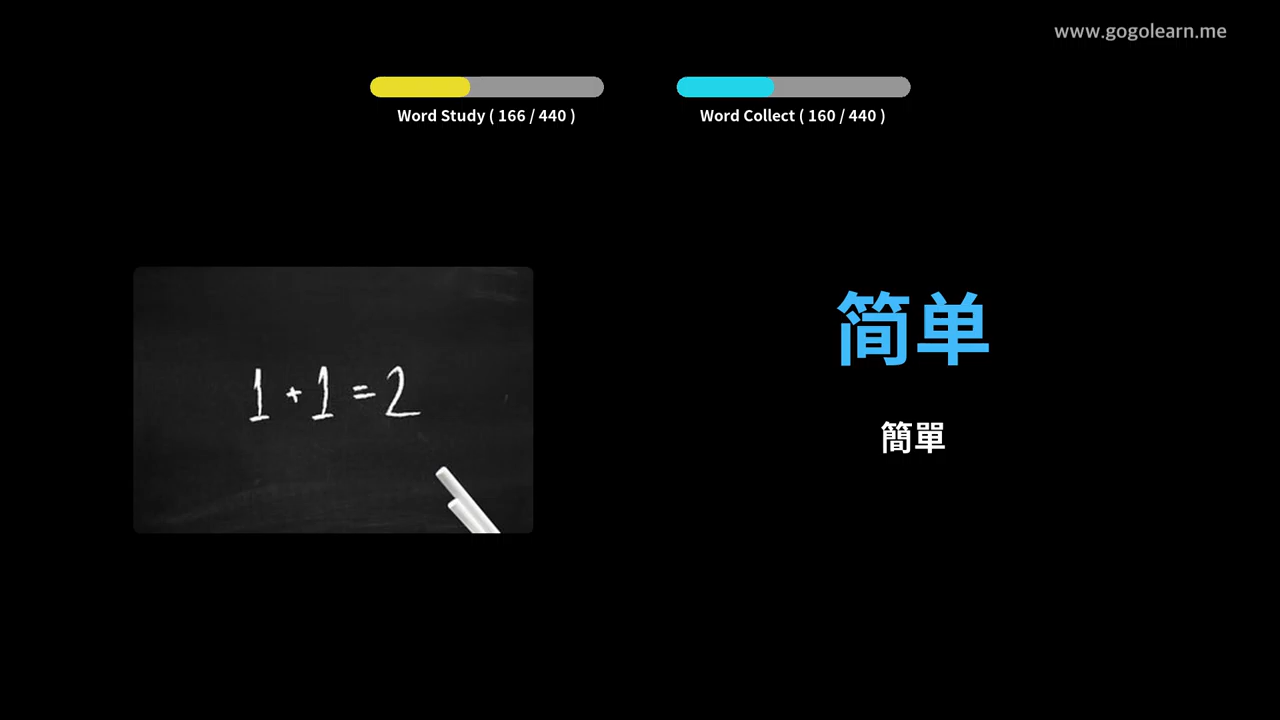 www.gogolearn.me
Word Study ( 166 / 440 )
Word Collect ( 160 / 440 )
1 + 1 = 2
简单
簡單